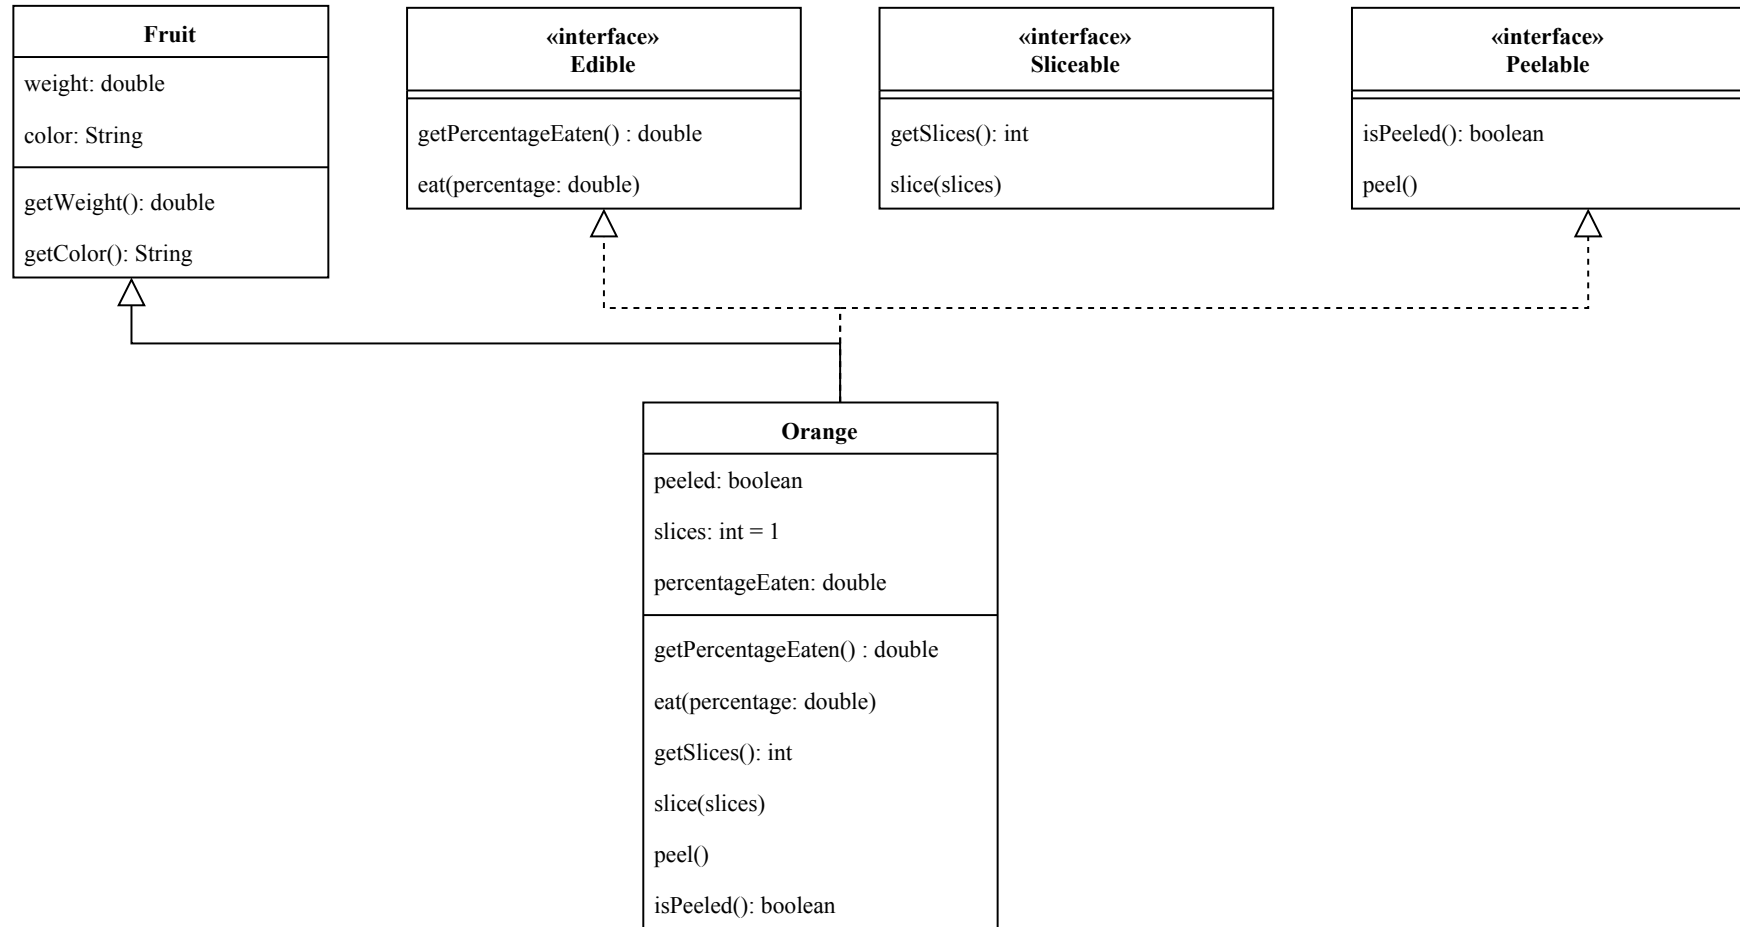 Fruit
weight: double
color: String
getWeight(): double
getColor(): String
«interface»
Edible
getPercentageEaten() : double
eat(percentage: double)
«interface»
Sliceable
getSlices(): int
slice(slices)
«interface»
Peelable
isPeeled(): boolean
peel()
Orange
peeled: boolean
slices: int = 1
percentageEaten: double
getPercentageEaten() : double
eat(percentage: double)
getSlices(): int
slice(slices)
peel()
isPeeled(): boolean